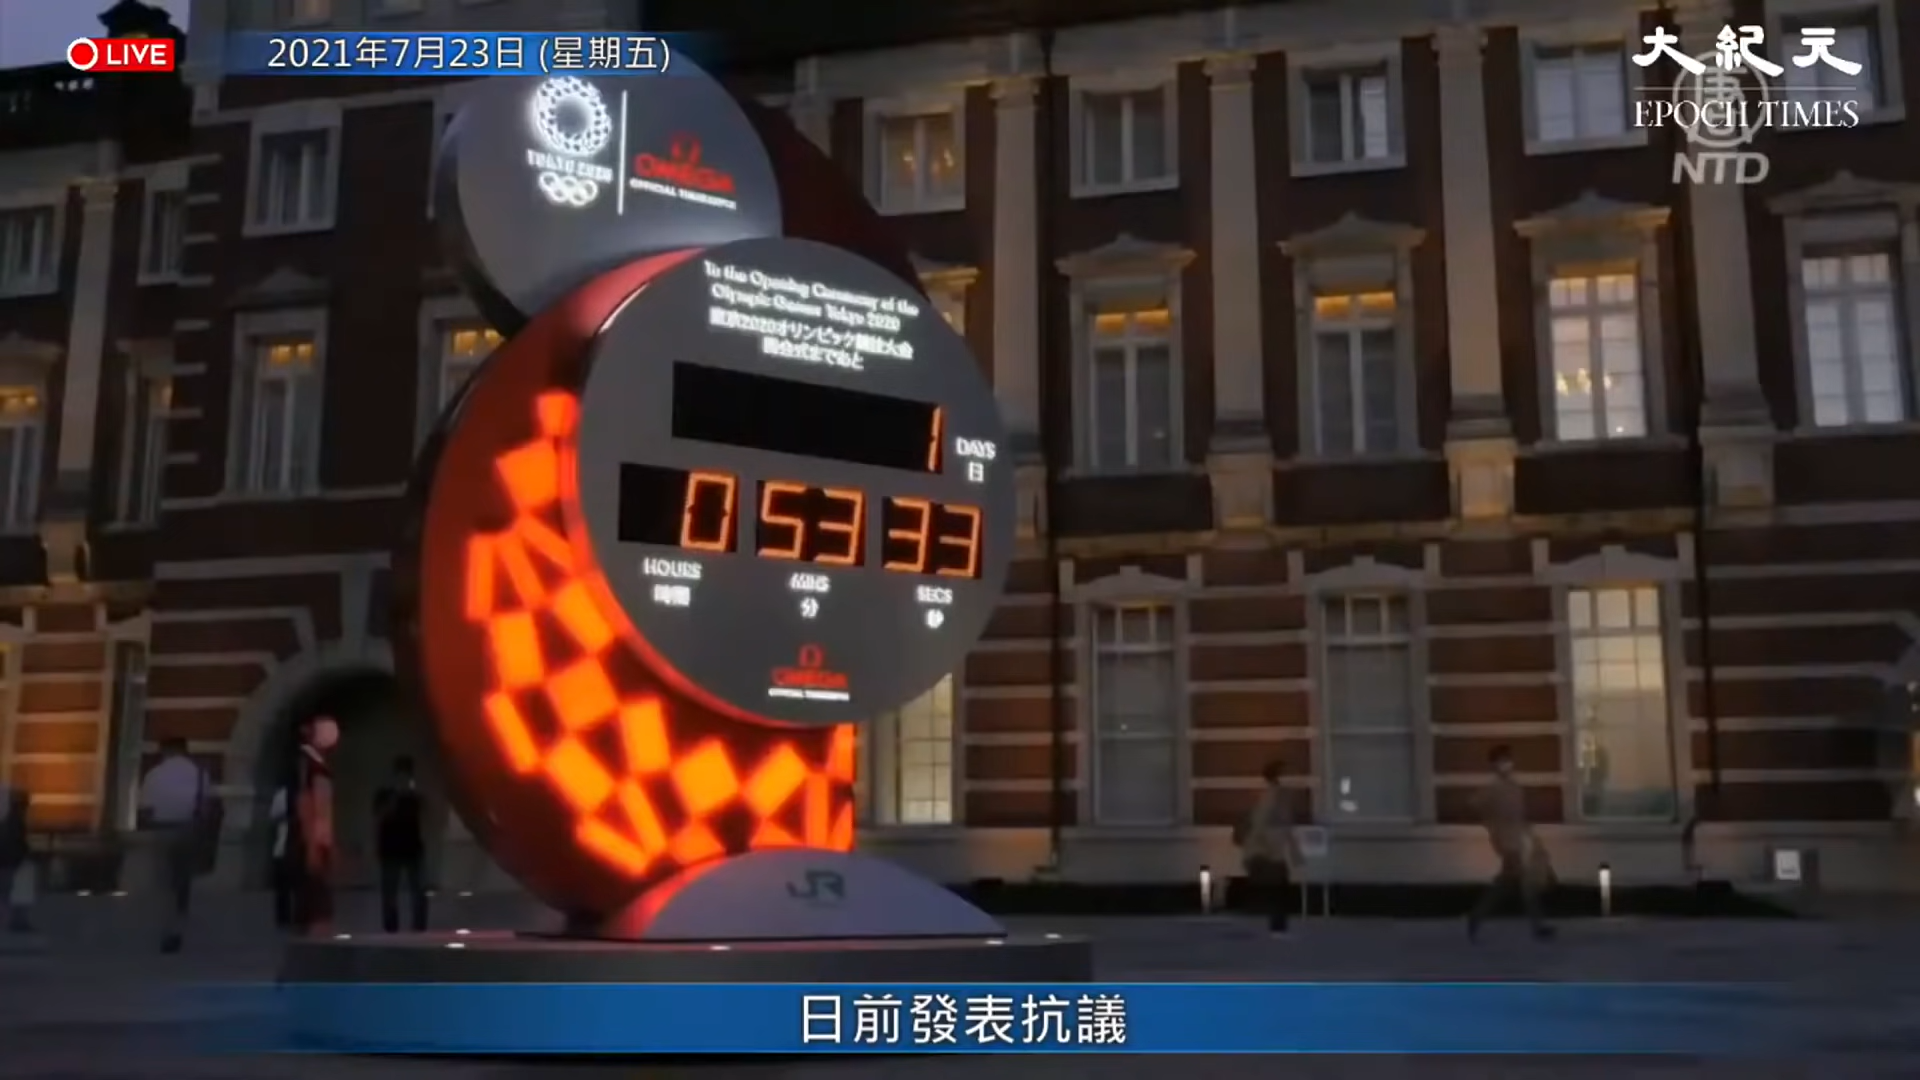 LIVE
2021年7月23日 (星期五)
大紀元
EPOCH TIMES
NTD
TOKYO 2020
OMEGA
OFFICIAL TIMEKEEPER
To the Opening Ceremony of the
Olympic Games Tokyo 2020
東京2020オリンピック競技大会
開会式まであと
1
DAYS
日
0 53 33
HOURS MINS SECS
時間 分 秒
OMEGA
OFFICIAL TIMEKEEPER
JR
日前發表抗議